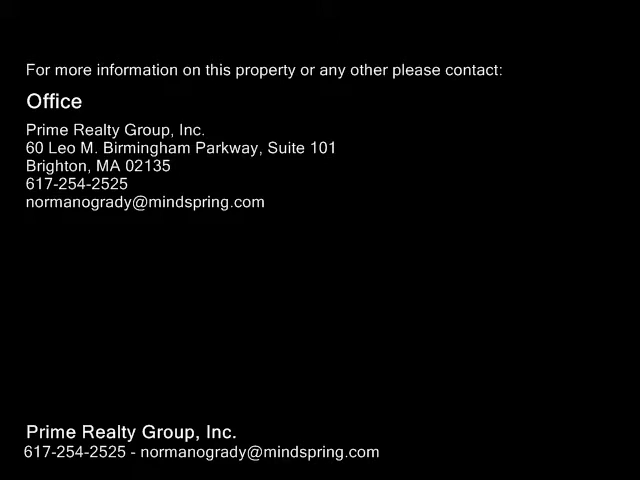 For more information on this property or any other please contact:
Office
Prime Realty Group, Inc.
60 Leo M. Birmingham Parkway, Suite 101
Brighton, MA 02135
617-254-2525
normanogrady@mindspring.com
Prime Realty Group, Inc.
617-254-2525 - normanogrady@mindspring.com